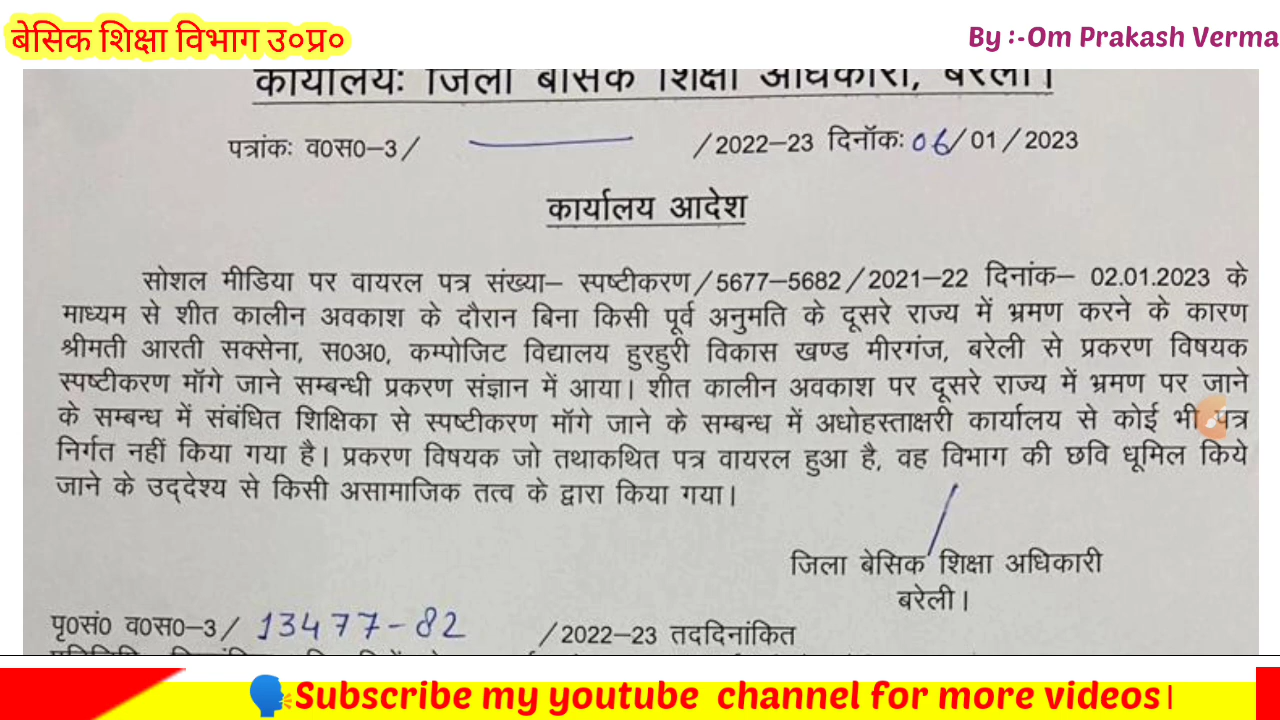 बेसिक शिक्षा विभाग उ०प्र०
By :-Om Prakash Verma
कार्यालयः जिला बेसिक शिक्षा अधिकारी, बरेली।
पत्रांकः व0स0–3/ /2022–23 दिनॉकः 06/01/2023
कार्यालय आदेश
सोशल मीडिया पर वायरल पत्र संख्या– स्पष्टीकरण/5677–5682/2021–22 दिनांक– 02.01.2023 के
माध्यम से शीत कालीन अवकाश के दौरान बिना किसी पूर्व अनुमति के दूसरे राज्य में भ्रमण करने के कारण
श्रीमती आरती सक्सेना, स0अ0, कम्पोजिट विद्यालय हुरहुरी विकास खण्ड मीरगंज, बरेली से प्रकरण विषयक
स्पष्टीकरण मॉगे जाने सम्बन्धी प्रकरण संज्ञान में आया। शीत कालीन अवकाश पर दूसरे राज्य में भ्रमण पर जाने
के सम्बन्ध में संबंधित शिक्षिका से स्पष्टीकरण मॉगे जाने के सम्बन्ध में अधोहस्ताक्षरी कार्यालय से कोई भी पत्र
निर्गत नहीं किया गया है। प्रकरण विषयक जो तथाकथित पत्र वायरल हुआ है, वह विभाग की छवि धूमिल किये
जाने के उद्देश्य से किसी असामाजिक तत्व के द्वारा किया गया।
जिला बेसिक शिक्षा अधिकारी
बरेली।
पृ0सं0 व0स0–3/ 13477-82 /2022–23 तददिनांकित
Subscribe my youtube channel for more videos।